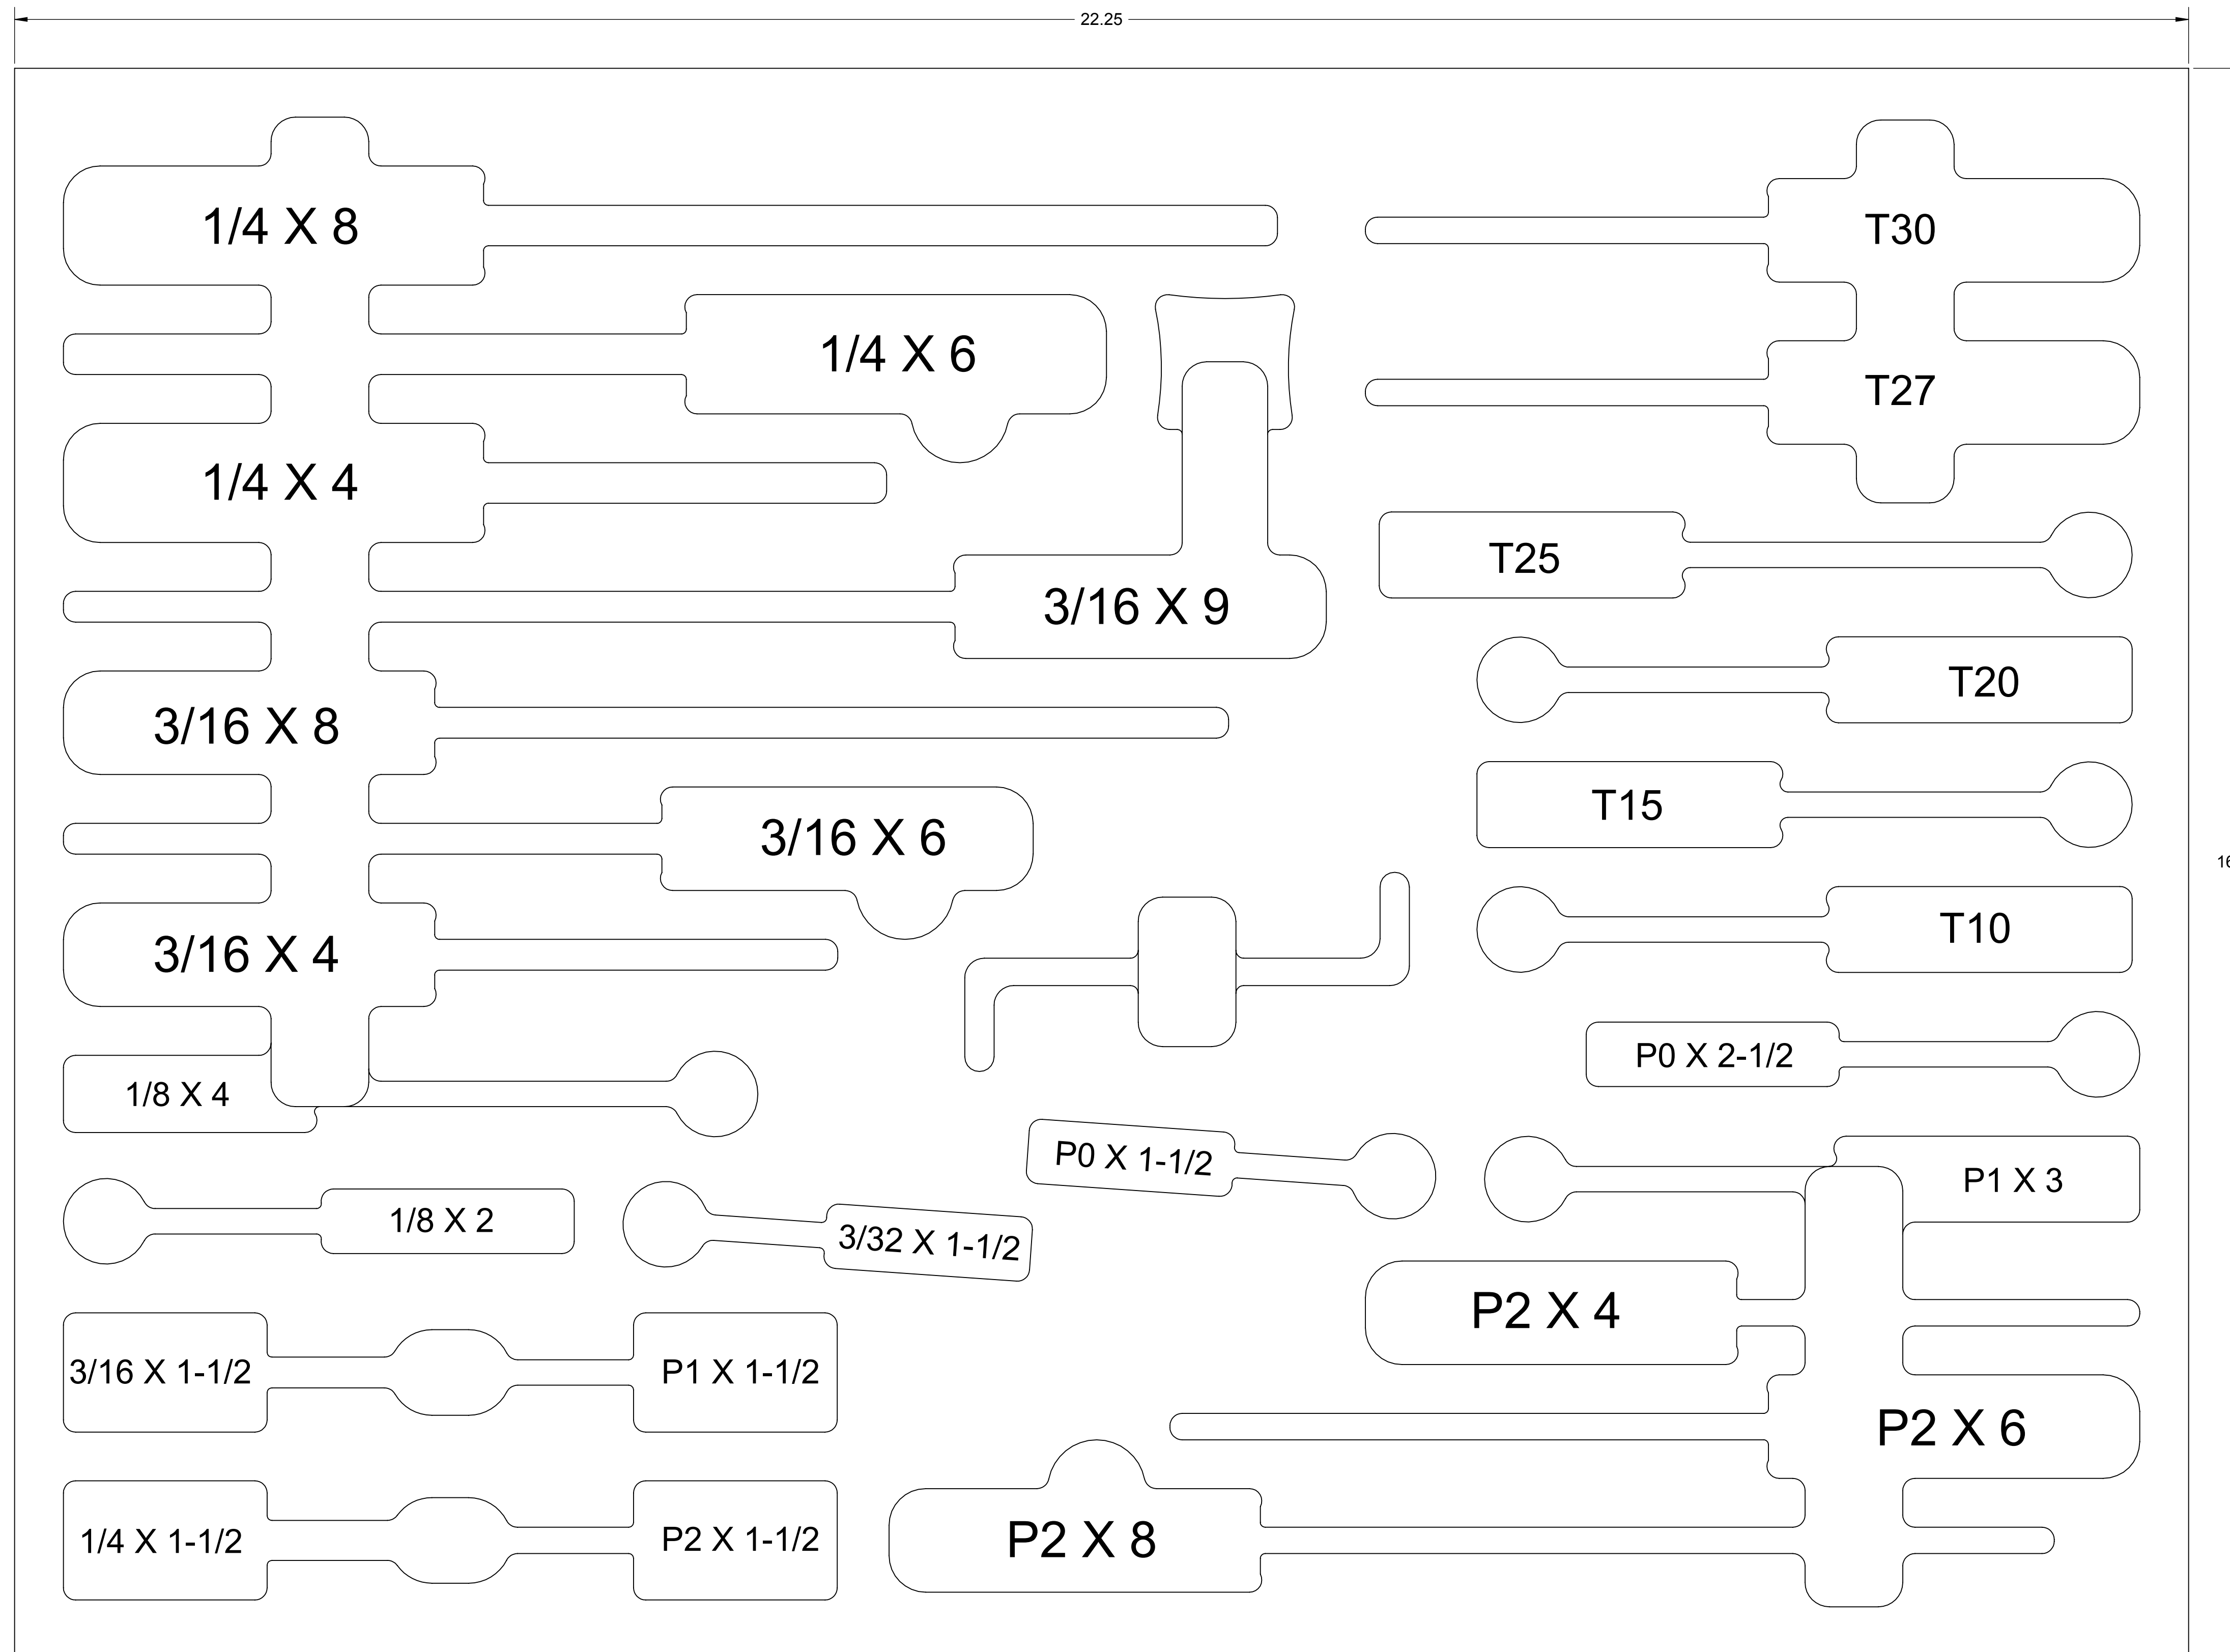 22.25
1/4 X 8
T30
1/4 X 6
T27
1/4 X 4
T25
3/16 X 9
T20
3/16 X 8
T15
3/16 X 6
T10
3/16 X 4
P0 X 2-1/2
1/8 X 4
P0 X 1-1/2
P1 X 3
1/8 X 2
3/32 X 1-1/2
P2 X 4
3/16 X 1-1/2
P1 X 1-1/2
P2 X 6
1/4 X 1-1/2
P2 X 1-1/2
P2 X 8